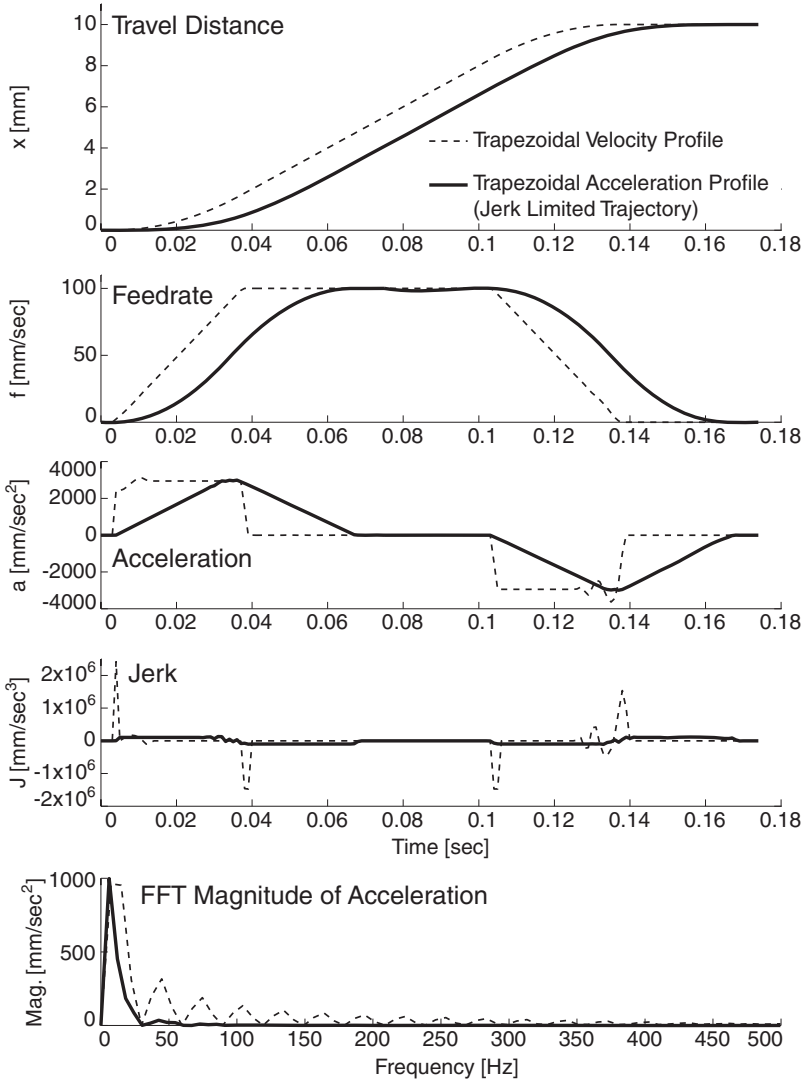 Travel Distance
10
8
6
4
2
0
x [mm]
Trapezoidal Velocity Profile
Trapezoidal Acceleration Profile
(Jerk Limited Trajectory)
0 0.02 0.04 0.06 0.08 0.1 0.12 0.14 0.16 0.18
Feedrate
100
50
0
f [mm/sec]
0 0.02 0.04 0.06 0.08 0.1 0.12 0.14 0.16 0.18
4000
2000
0
-2000
-4000
a [mm/sec²]
Acceleration
0 0.02 0.04 0.06 0.08 0.1 0.12 0.14 0.16 0.18
Jerk
2x10⁶
1x10⁶
0
-1x10⁶
-2x10⁶
J [mm/sec³]
0 0.02 0.04 0.06 0.08 0.1 0.12 0.14 0.16 0.18
Time [sec]
FFT Magnitude of Acceleration
1000
500
0
Mag. [mm/sec²]
0 50 100 150 200 250 300 350 400 450 500
Frequency [Hz]